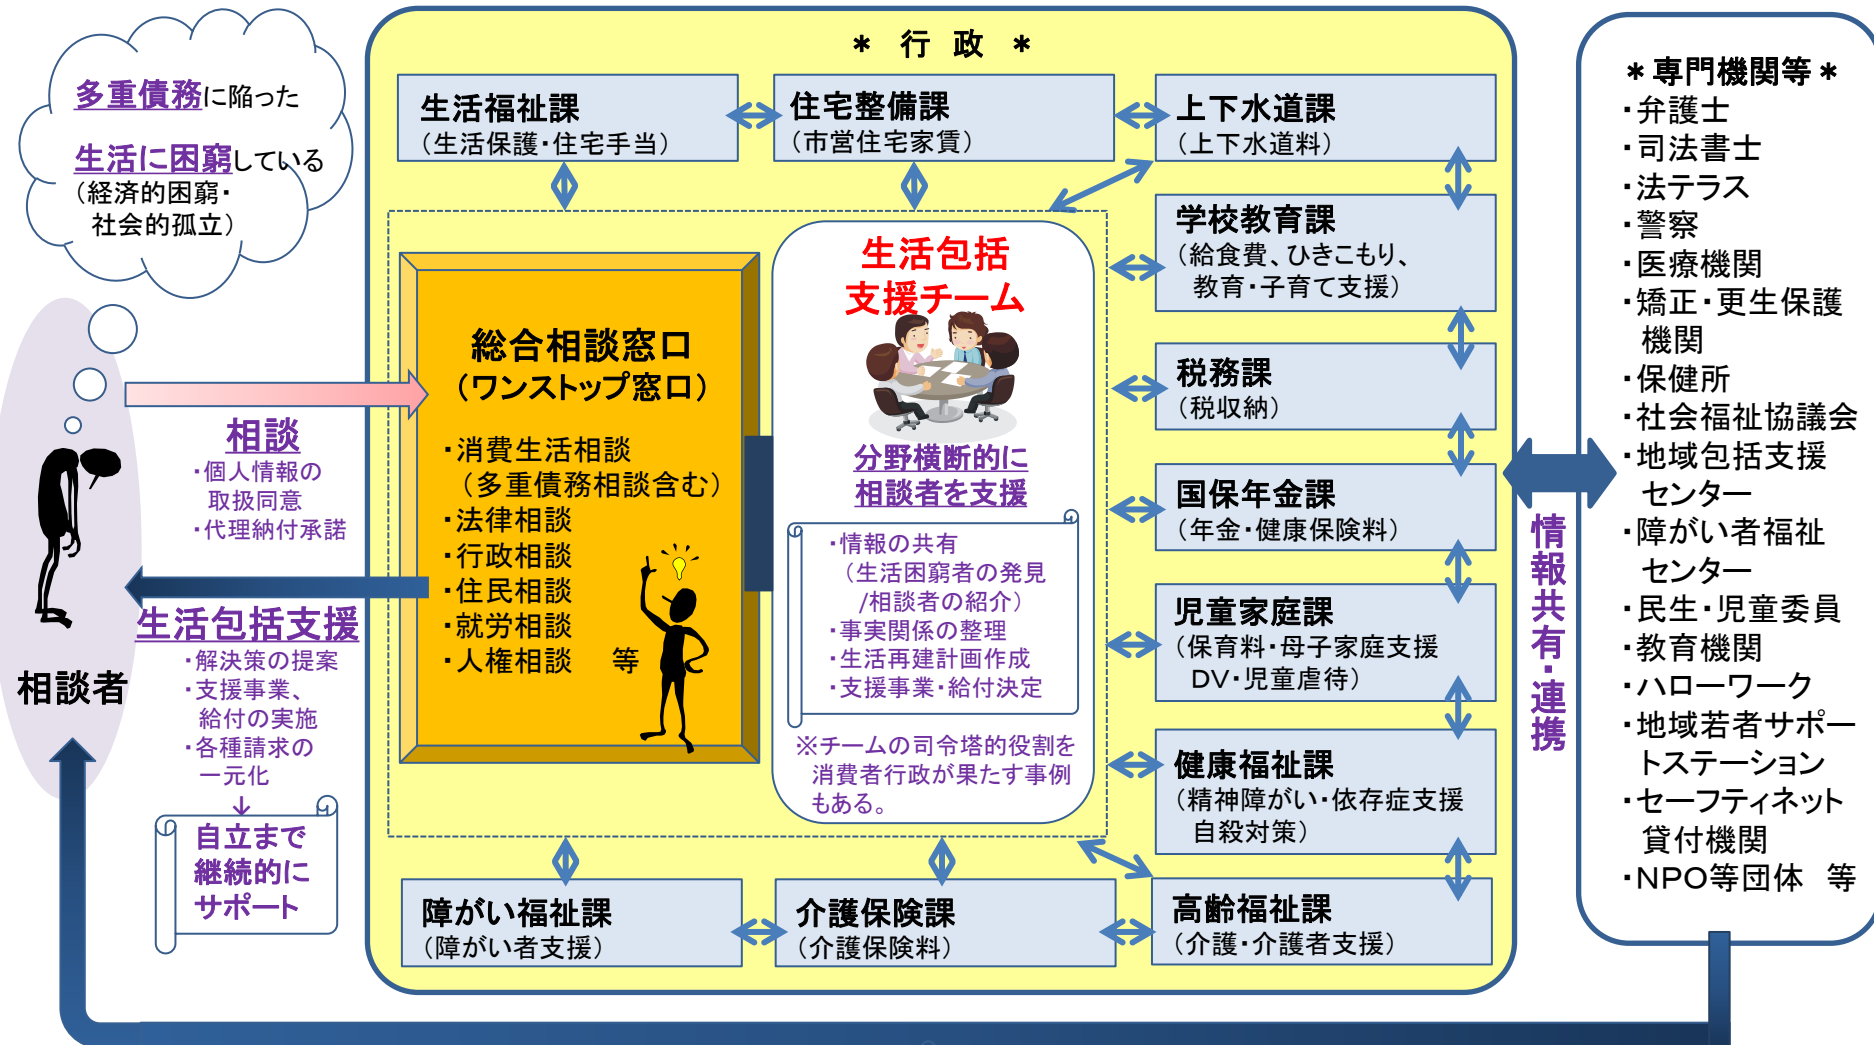 多重債務に陥った
生活に困窮している
（経済的困窮・
社会的孤立）
相談者
相談
・個人情報の
取扱同意
・代理納付承諾
生活包括支援
・解決策の提案
・支援事業、
給付の実施
・各種請求の
一元化
↓
自立まで
継続的に
サポート
＊ 行 政 ＊
生活福祉課
（生活保護・住宅手当）
住宅整備課
（市営住宅家賃）
上下水道課
（上下水道料）
学校教育課
（給食費、ひきこもり、
教育・子育て支援）
税務課
（税収納）
国保年金課
（年金・健康保険料）
児童家庭課
（保育料・母子家庭支援
DV・児童虐待）
健康福祉課
（精神障がい・依存症支援
自殺対策）
高齢福祉課
（介護・介護者支援）
介護保険課
（介護保険料）
障がい福祉課
（障がい者支援）
総合相談窓口
（ワンストップ窓口）
・消費生活相談
（多重債務相談含む）
・法律相談
・行政相談
・住民相談
・就労相談
・人権相談　等
生活包括
支援チーム
分野横断的に
相談者を支援
・情報の共有
（生活困窮者の発見
/相談者の紹介）
・事実関係の整理
・生活再建計画作成
・支援事業・給付決定
※チームの司令塔的役割を
消費者行政が果たす事例
もある。
情報共有・連携
＊専門機関等＊
・弁護士
・司法書士
・法テラス
・警察
・医療機関
・矯正・更生保護
機関
・保健所
・社会福祉協議会
・地域包括支援
センター
・障がい者福祉
センター
・民生・児童委員
・教育機関
・ハローワーク
・地域若者サポー
トステーション
・セーフティネット
貸付機関
・NPO等団体　等